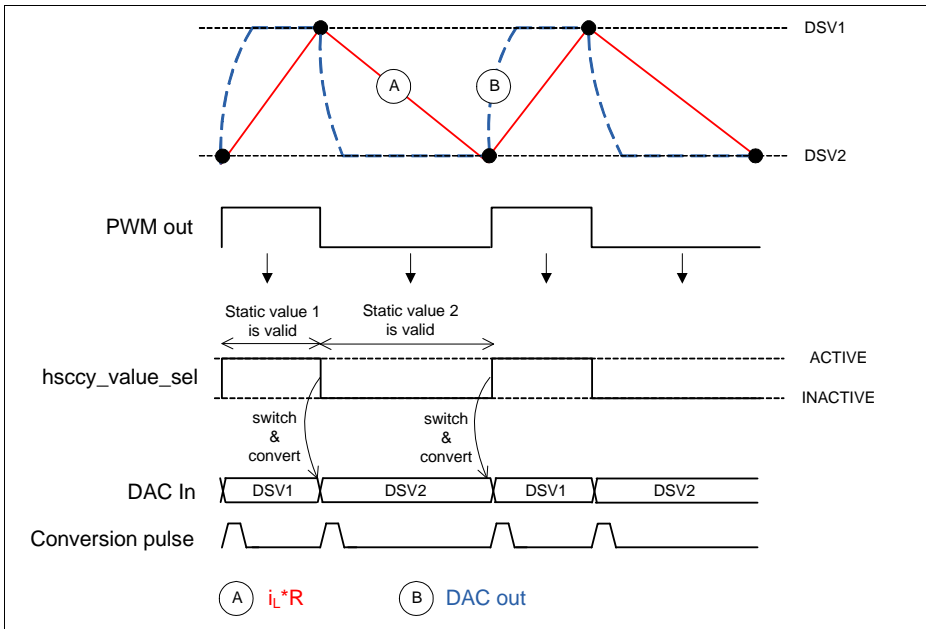 DSV1
A
B
DSV2
PWM out
Static value 1
is valid
Static value 2
is valid
ACTIVE
hsccy_value_sel
INACTIVE
switch
&
convert
switch
&
convert
DAC In
DSV1
DSV2
DSV1
DSV2
Conversion pulse
A
iL*R
B
DAC out